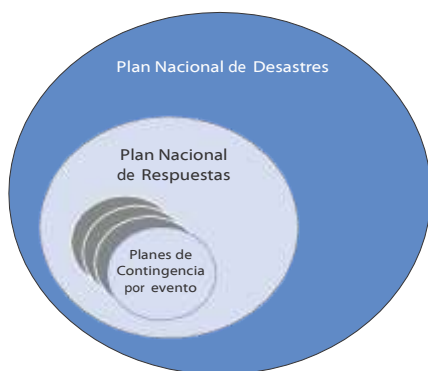 Plan Nacional de Desastres
Plan Nacional
de Respuestas
Planes de
Contingencia
por evento